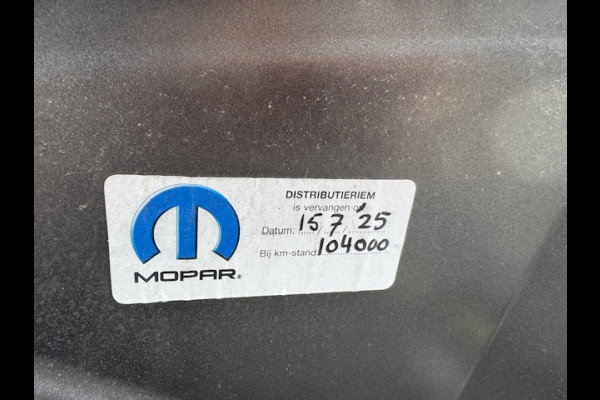 MOPAR®
DISTRIBUTIERIEM
is vervangen op
Datum: 15 7 '25
Bij km-stand: 104000